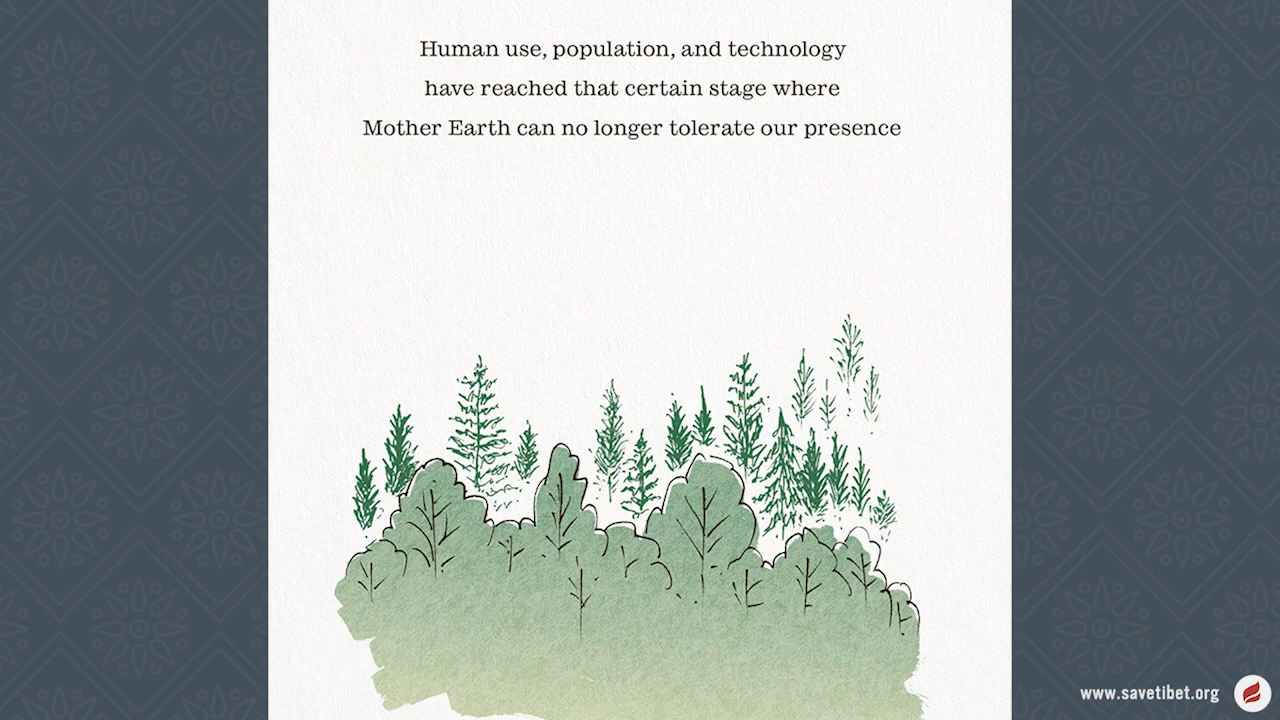 Human use, population, and technology
have reached that certain stage where
Mother Earth can no longer tolerate our presence
www.savetibet.org